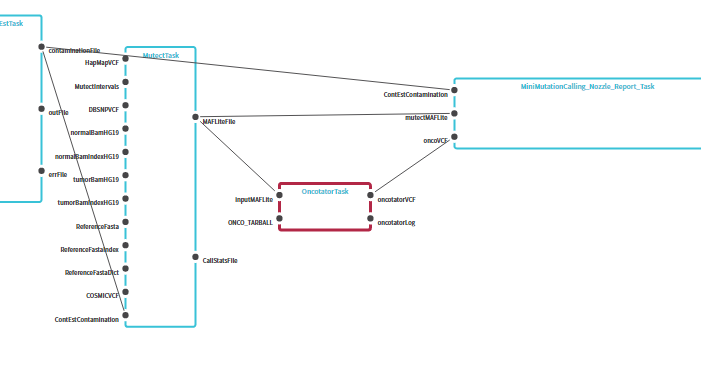 EstTask
contaminationFile
outFile
errFile
MutectTask
HapMapVCF
MutectIntervals
DBSNPVCF
normalBamHG19
normalBamIndexHG19
tumorBamHG19
tumorBamIndexHG19
ReferenceFasta
ReferenceFastaIndex
ReferenceFastaDict
COSMICVCF
ContEstContamination
MAFLiteFile
CallStatsFile
OncotatorTask
inputMAFLite
ONCO_TARBALL
oncotatorVCF
oncotatorLog
MiniMutationCalling_Nozzle_Report_Task
ContEstContamination
mutectMAFLite
oncoVCF